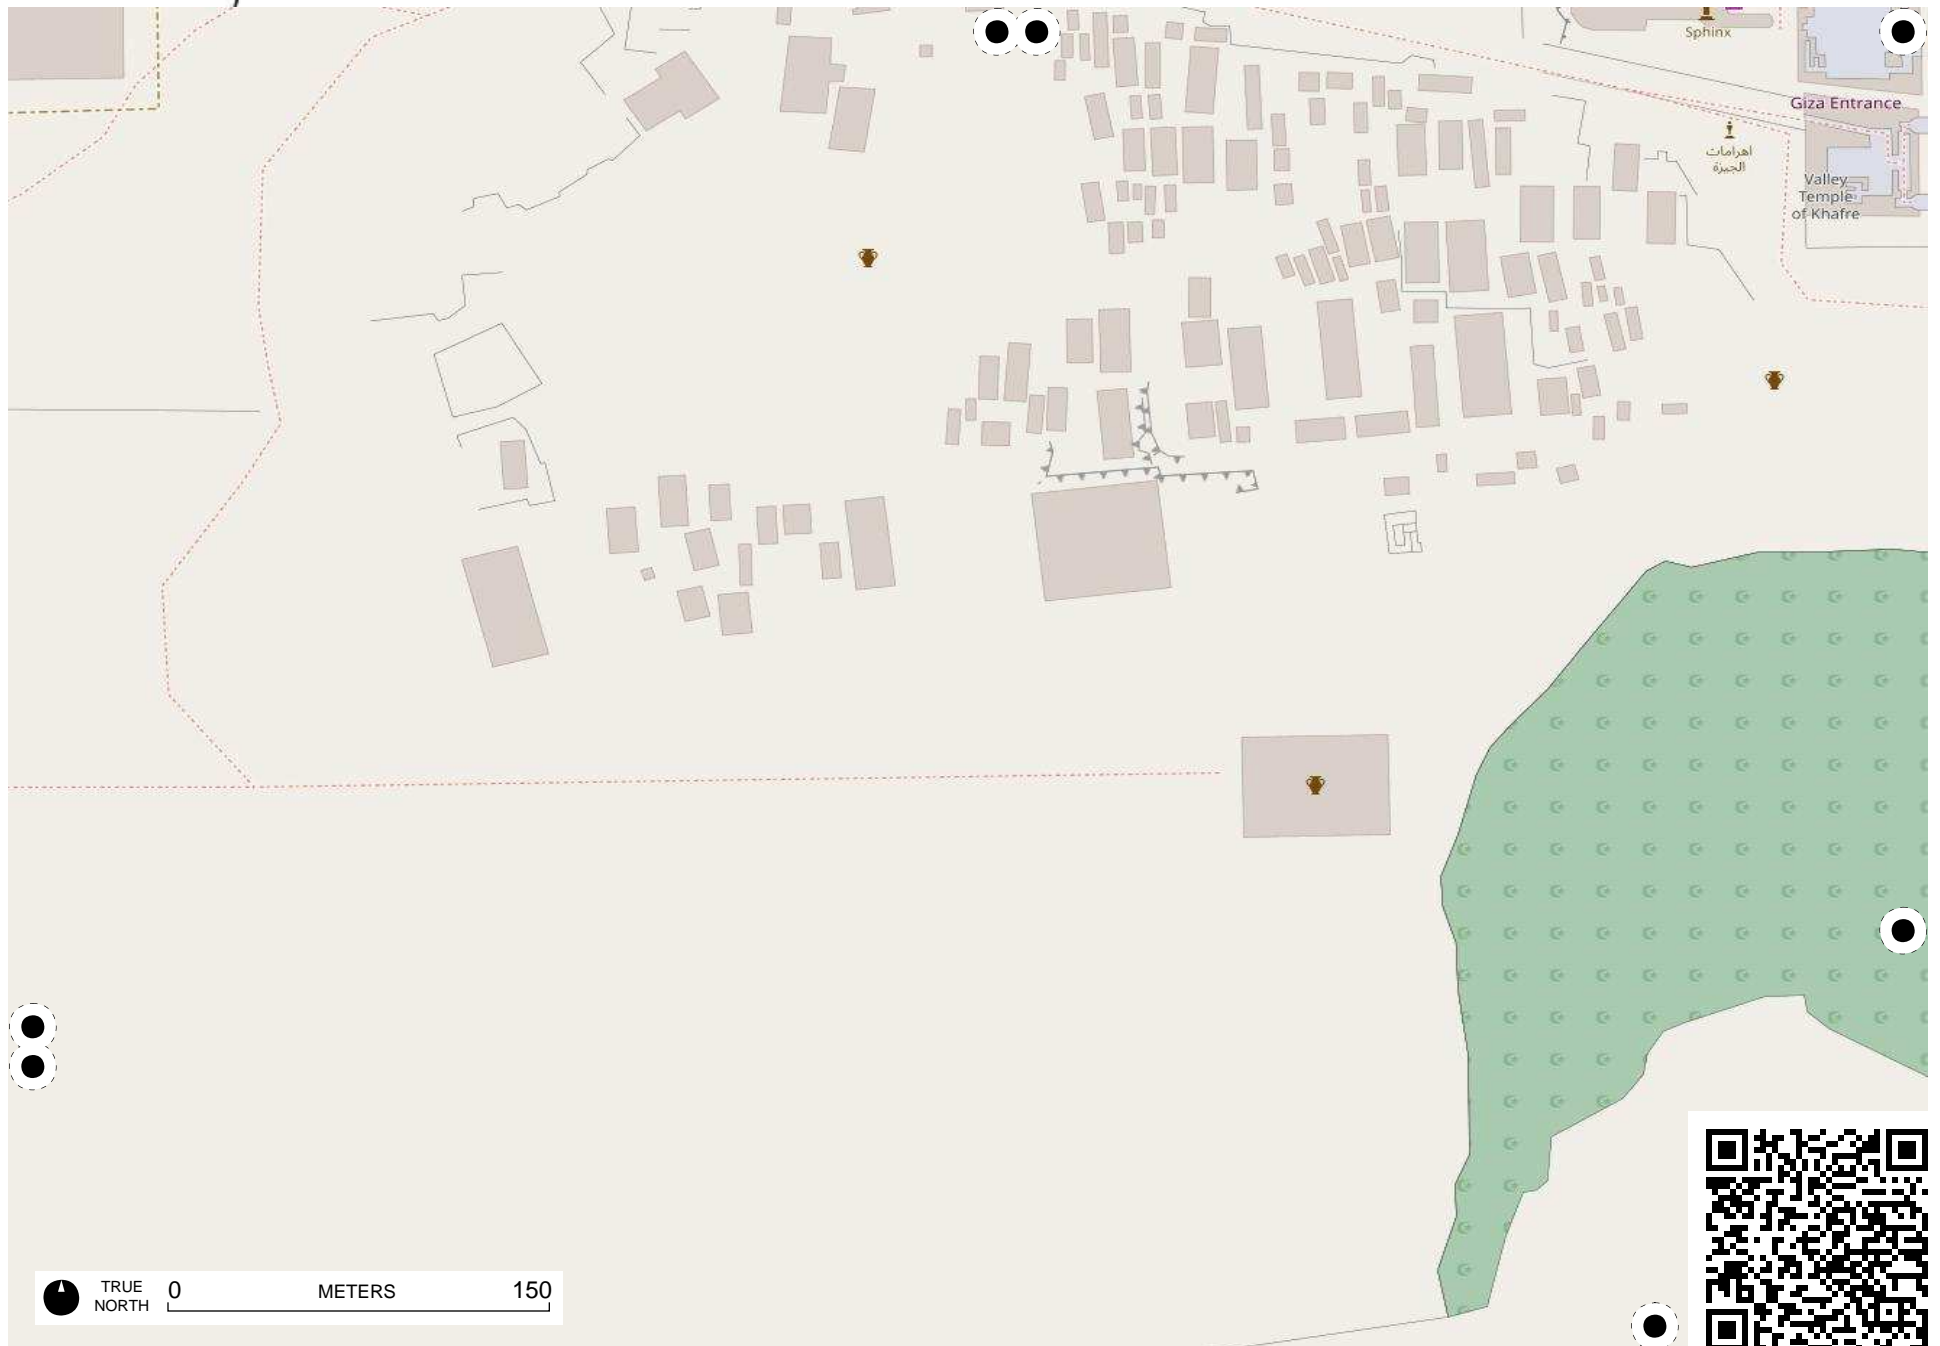 Sphinx
Giza Entrance
اهرامات
الجيزة
Valley
Temple
of Khafre
TRUE
NORTH
0
METERS
150